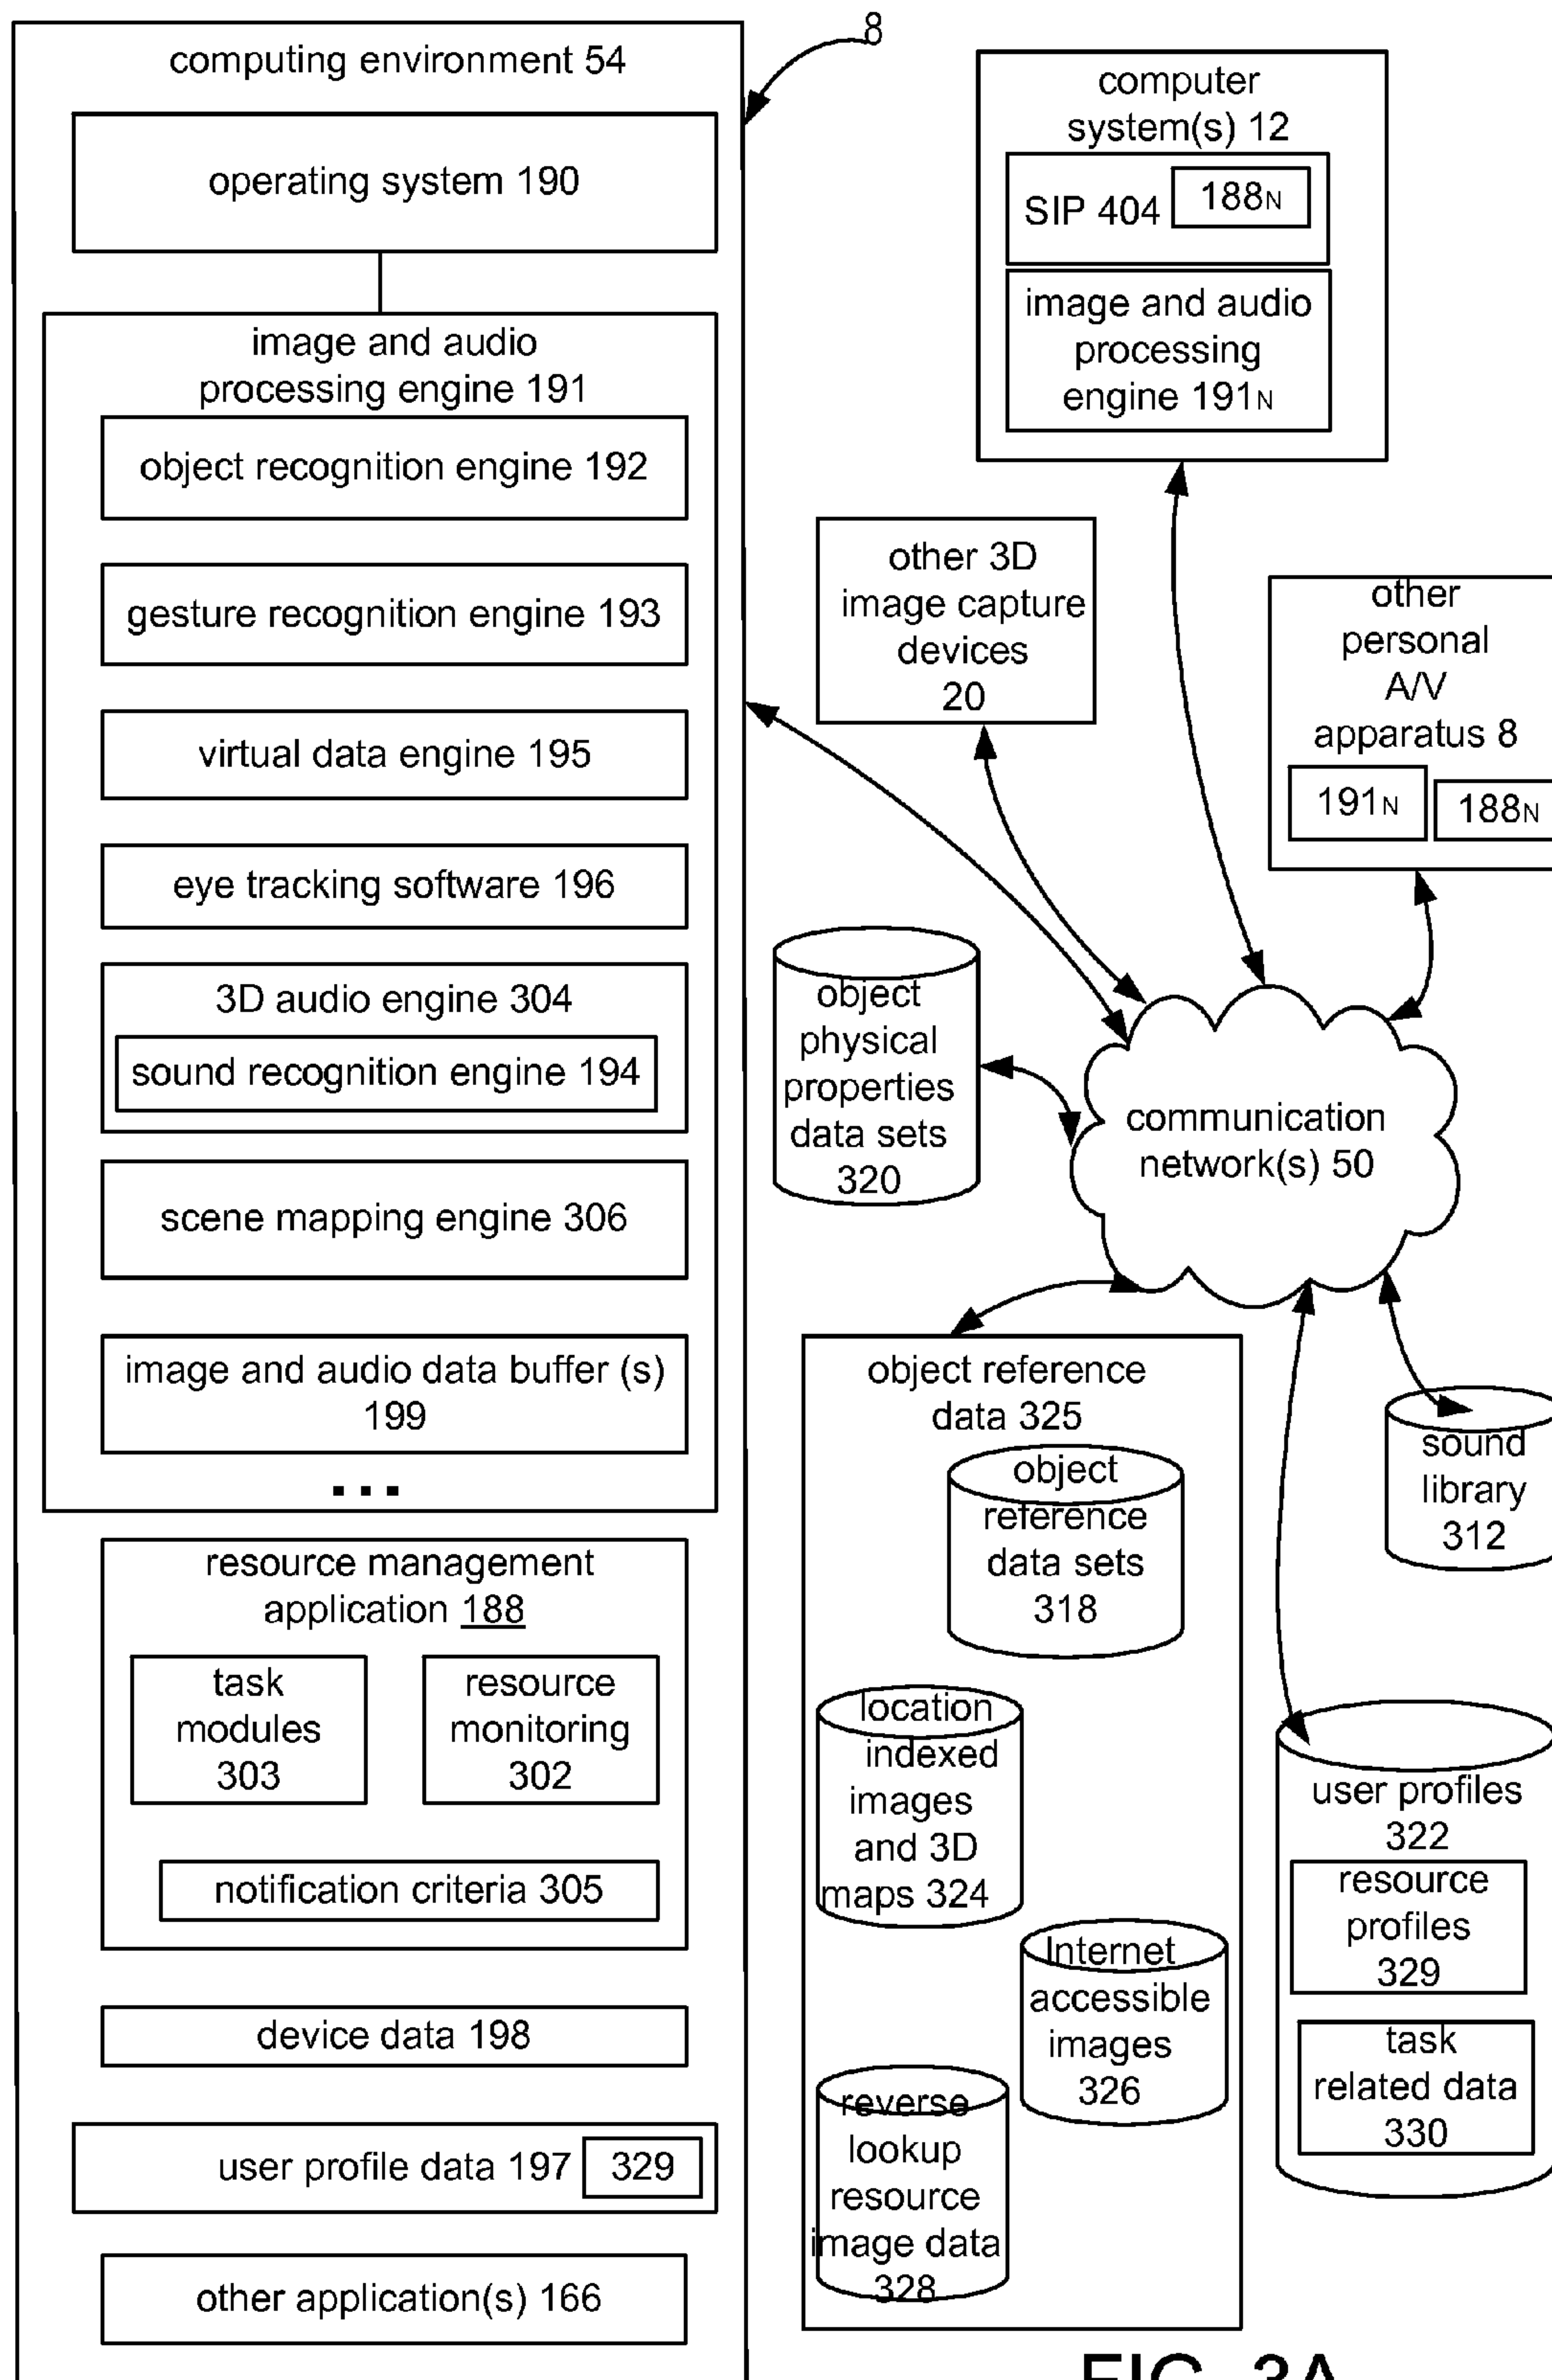 computing environment 54
operating system 190
image and audio
processing engine 191
object recognition engine 192
gesture recognition engine 193
virtual data engine 195
eye tracking software 196
3D audio engine 304
sound recognition engine 194
scene mapping engine 306
image and audio data buffer (s)
199
...
resource management
application 188
task
modules
303
resource
monitoring
302
notification criteria 305
device data 198
user profile data 197
329
other application(s) 166
8
computer
system(s) 12
SIP 404
188N
image and audio
processing
engine 191N
other 3D
image capture
devices
20
other
personal
A/V
apparatus 8
191N
188N
object
physical
properties
data sets
320
communication
network(s) 50
object reference
data 325
object
reference
data sets
318
location
indexed
images
and 3D
maps 324
Internet
accessible
images
326
reverse
lookup
resource
image data
328
sound
library
312
user profiles
322
resource
profiles
329
task
related data
330
FIG. 3A